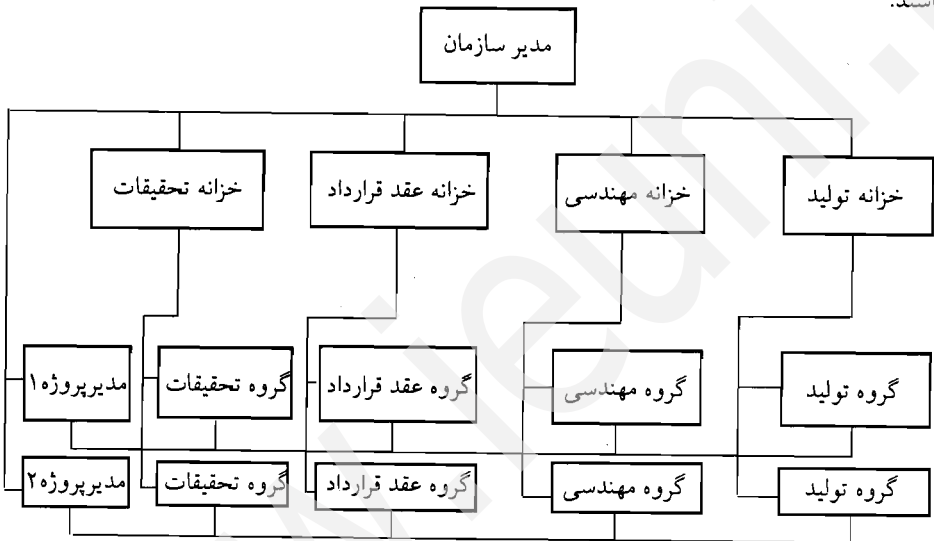 مدیر سازمان
خزانه تولید
خزانه مهندسی
خزانه عقد قرارداد
خزانه تحقیقات
گروه تولید
گروه مهندسی
گروه عقد قرارداد
گروه تحقیقات
مدیرپروژه۱
گروه تولید
گروه مهندسی
گروه عقد قرارداد
گروه تحقیقات
مدیرپروژه۲